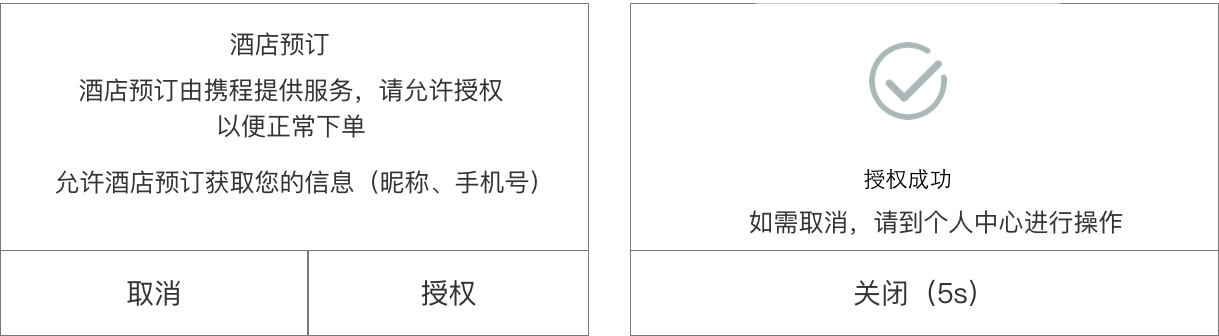 酒店预订
酒店预订由携程提供服务，请允许授权
以便正常下单
允许酒店预订获取您的信息（昵称、手机号）
取消
授权
授权成功
如需取消，请到个人中心进行操作
关闭（5s）